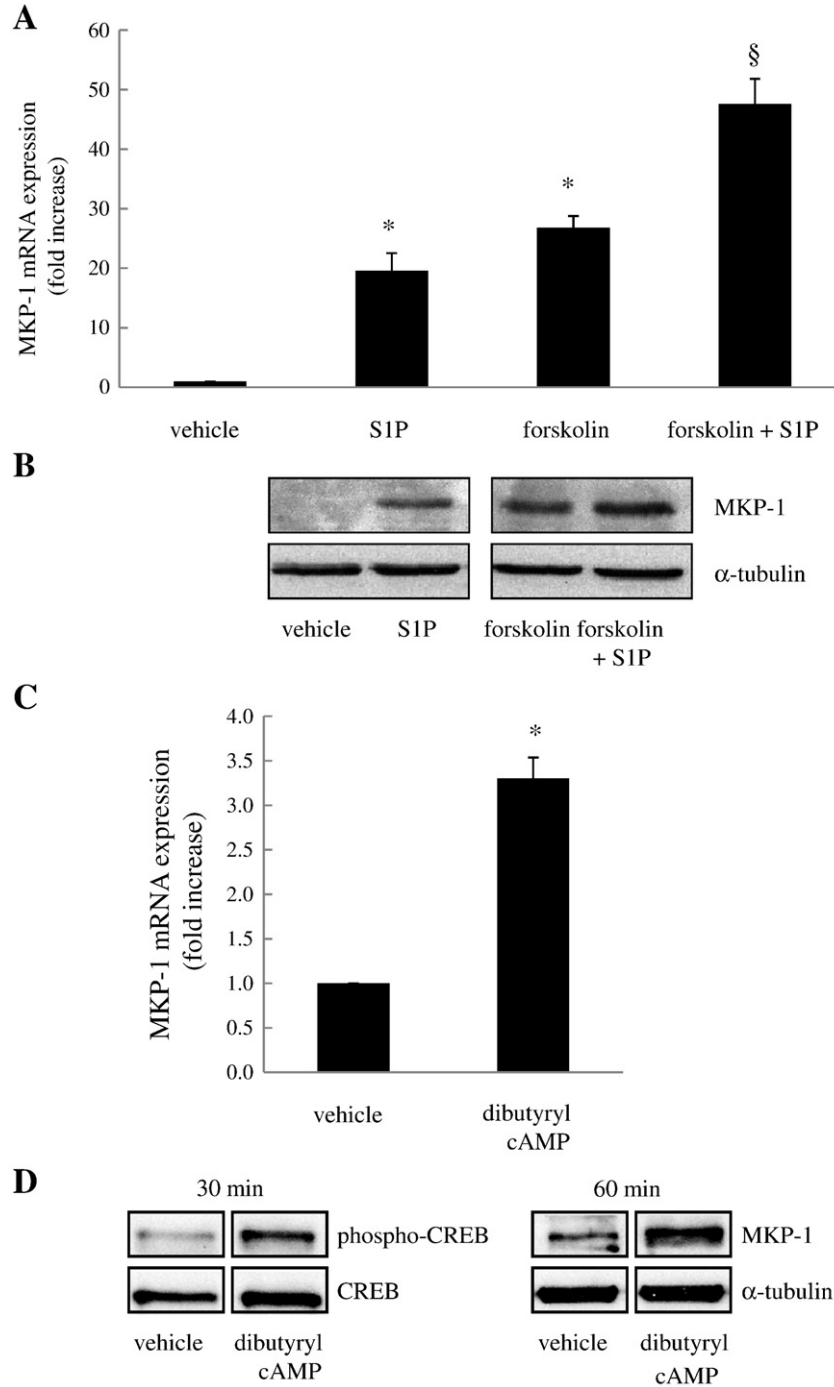 A
MKP-1 mRNA expression
(fold increase)
60
50
40
30
20
10
0
*
*
§
vehicle S1P forskolin forskolin + S1P
B
MKP-1
α-tubulin
vehicle S1P forskolin forskolin
+ S1P
C
MKP-1 mRNA expression
(fold increase)
4.0
3.5
3.0
2.5
2.0
1.5
1.0
0.5
0.0
*
vehicle dibutyryl
cAMP
D
30 min 60 min
phospho-CREB MKP-1
CREB α-tubulin
vehicle dibutyryl vehicle dibutyryl
cAMP cAMP